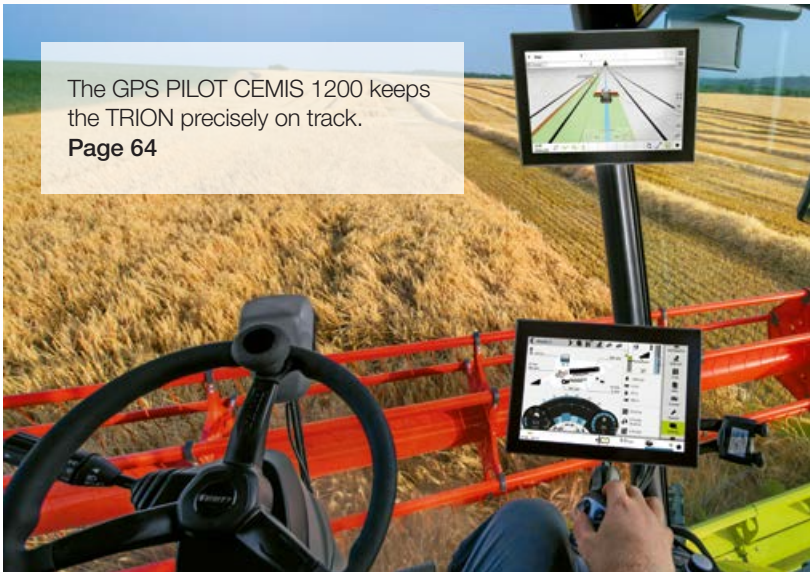 The GPS PILOT CEMIS 1200 keeps
the TRION precisely on track.
Page 64